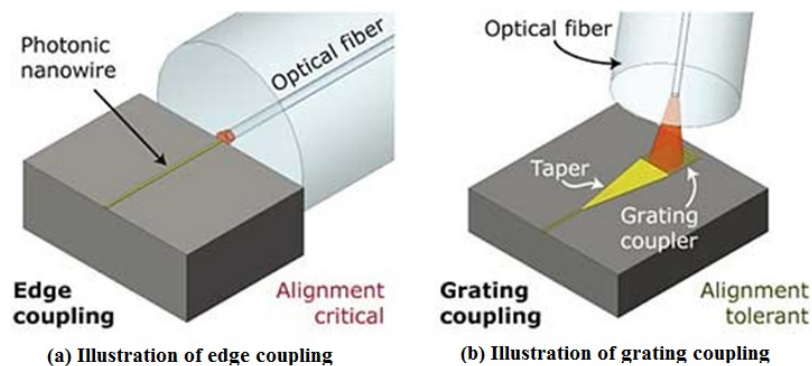 Photonic
nanowire
Optical fiber
Edge
coupling
Alignment
critical
(a) Illustration of edge coupling
Optical fiber
Taper
Grating
coupler
Grating
coupling
Alignment
tolerant
(b) Illustration of grating coupling